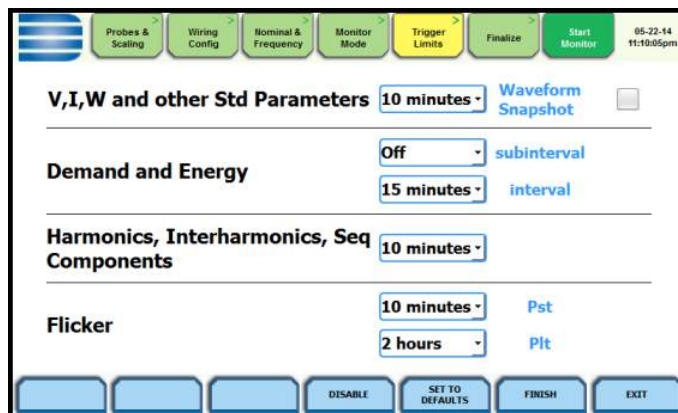 Probes & Scaling
Wiring Config
Nominal & Frequency
Monitor Mode
Trigger Limits
Finalize
Start Monitor
05-22-14
11:10:05pm
V,I,W and other Std Parameters
10 minutes
Waveform Snapshot
Demand and Energy
Off
subinterval
15 minutes
interval
Harmonics, Interharmonics, Seq
Components
10 minutes
Flicker
10 minutes
Pst
2 hours
Plt
DISABLE
SET TO DEFAULTS
FINISH
EXIT